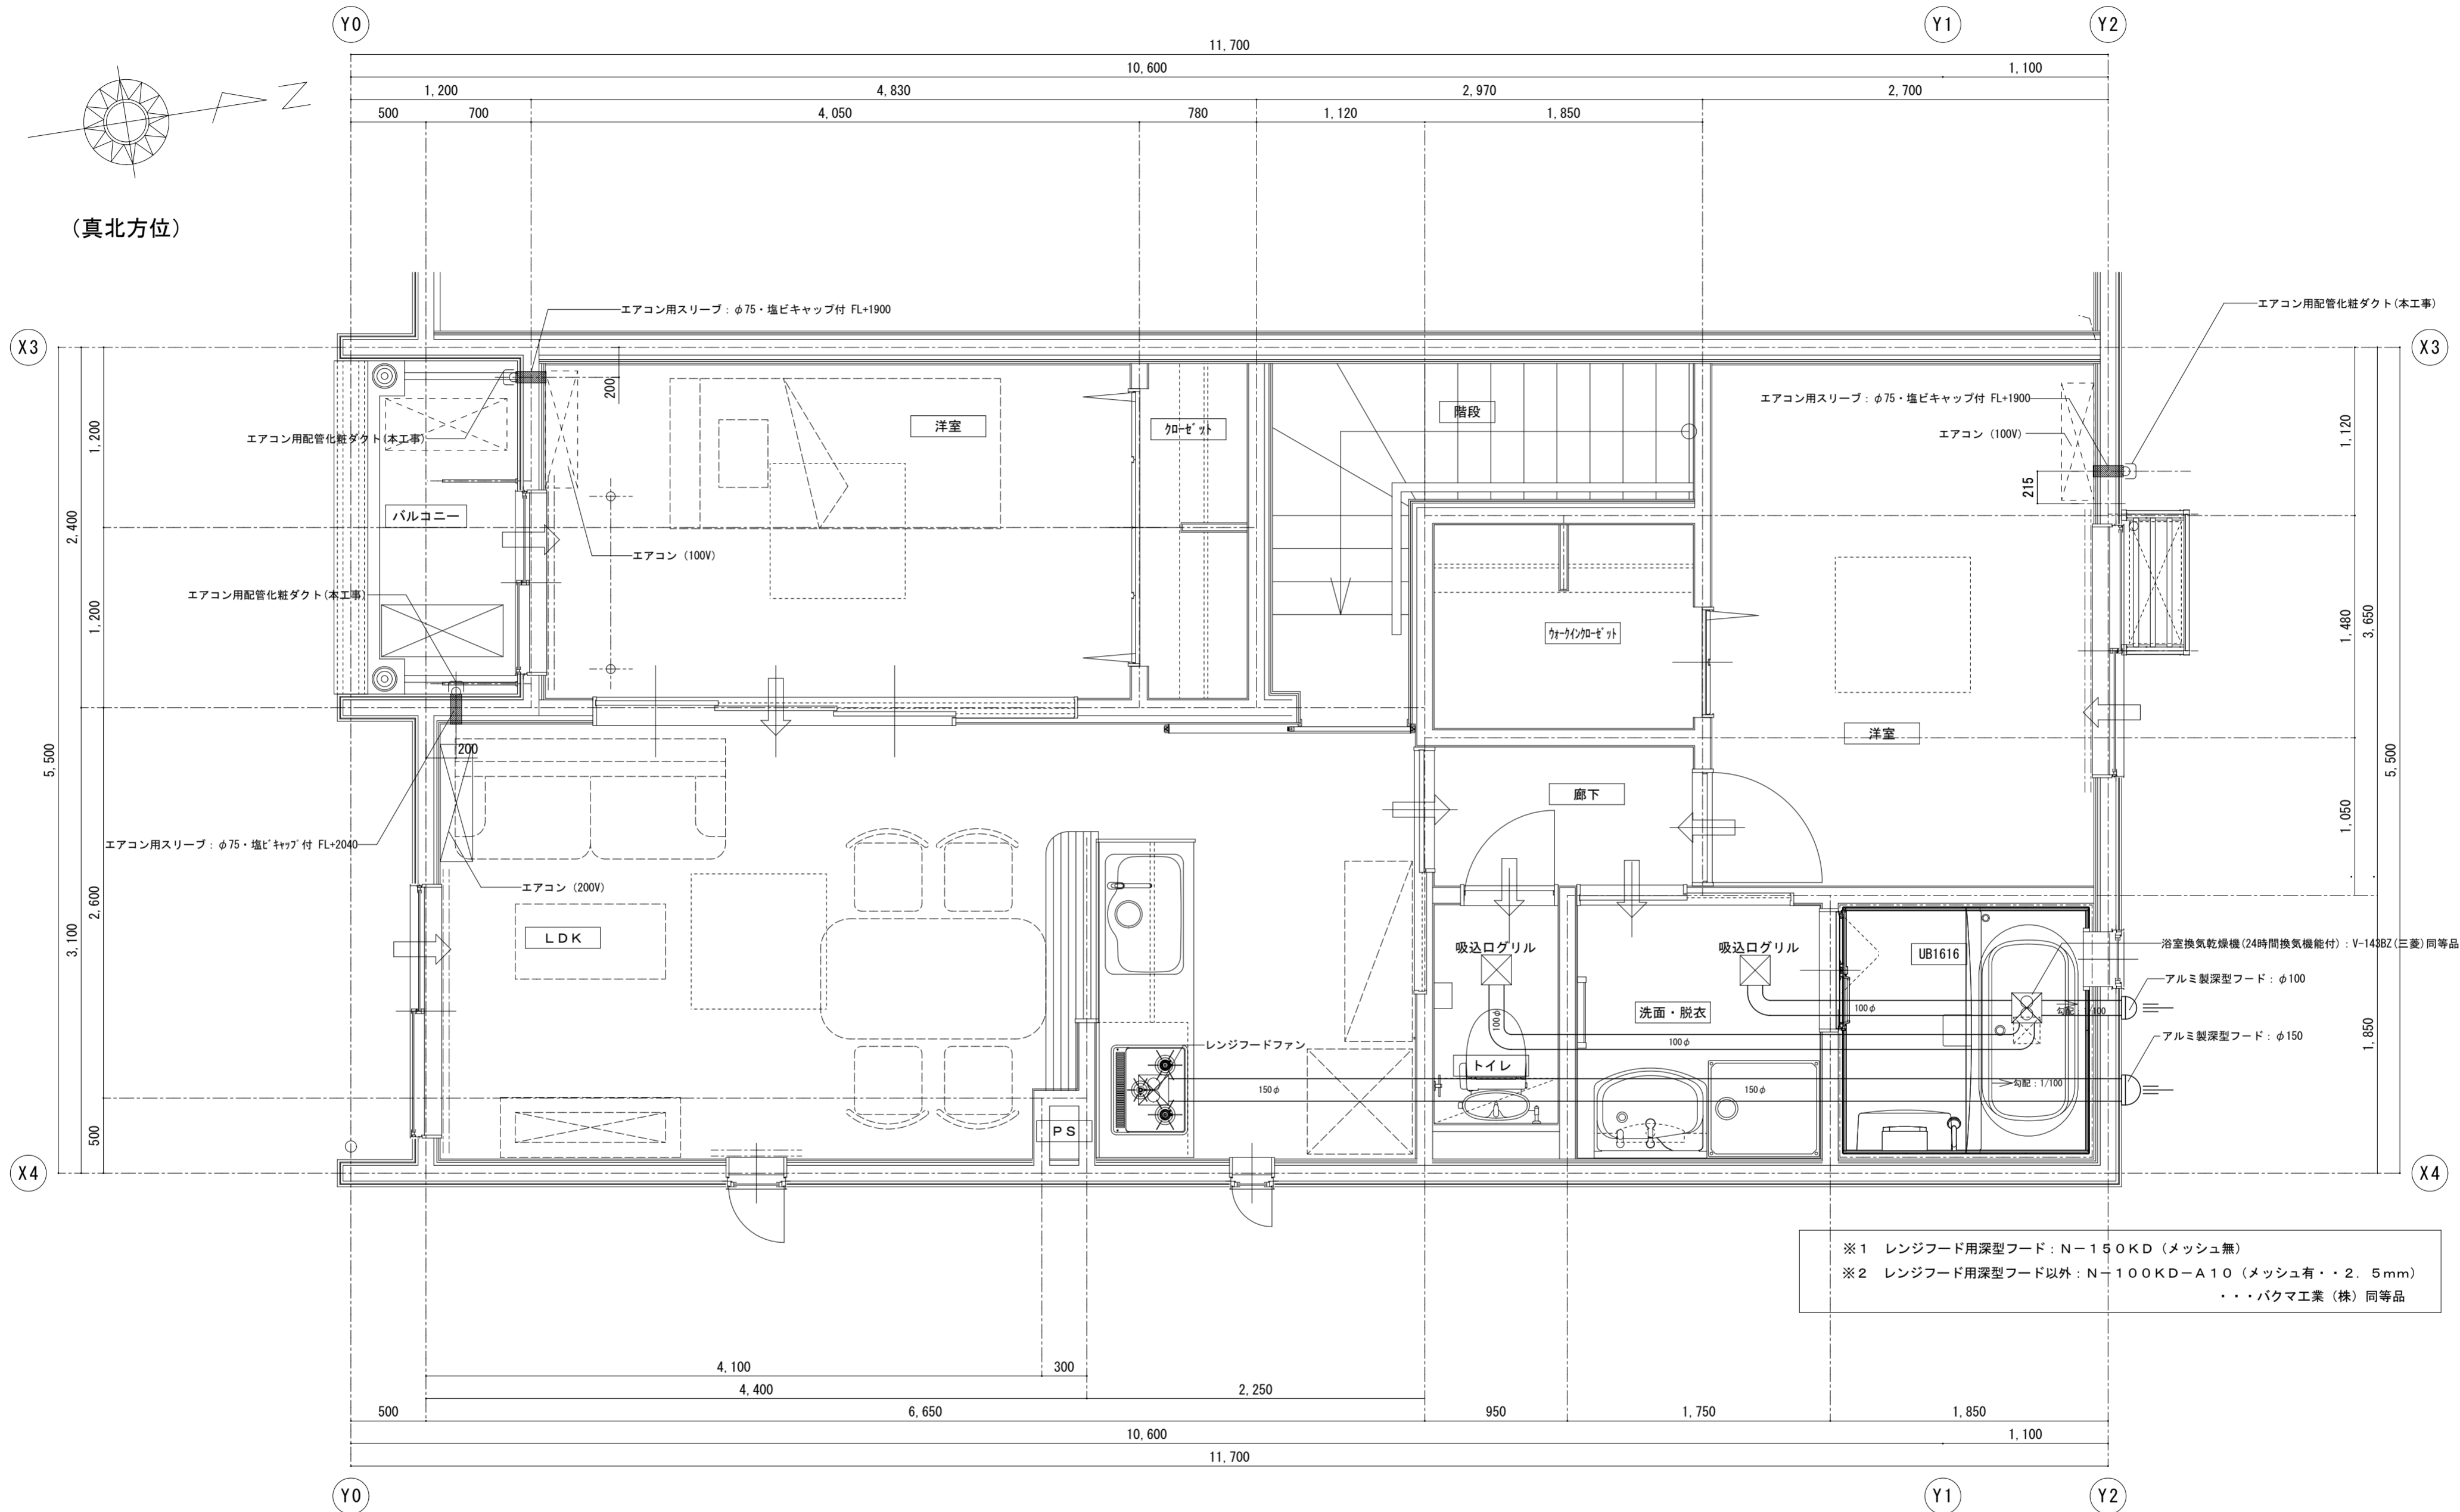 Y0
Y1
Y2
11,700
10,600
1,100
1,200
4,830
2,970
2,700
500
700
4,050
780
1,120
1,850
N
(真北方位)
エアコン用スリーブ:φ75・塩ビキャップ付 FL+1900
エアコン用配管化粧ダクト(本工事)
X3
X3
200
洋室
クローゼット
階段
エアコン用スリーブ:φ75・塩ビキャップ付 FL+1900
エアコン (100V)
1,200
1,120
エアコン用配管化粧ダクト(本工事)
215
バルコニー
2,400
エアコン (100V)
エアコン用配管化粧ダクト(本工事)
1,200
ウォークインクローゼット
1,480
3,650
洋室
200
5,500
5,500
廊下
1,050
エアコン用スリーブ:φ75・塩ビキャップ付 FL+2040
エアコン (200V)
2,600
3,100
LDK
吸込口グリル
吸込口グリル
UB1616
浴室換気乾燥機(24時間換気機能付):V-143BZ(三菱)同等品
アルミ製深型フード:φ100
100φ
洗面・脱衣
100φ
勾配:1/100
レンジフードファン
100φ
アルミ製深型フード:φ150
1,850
トイレ
150φ
150φ
勾配:1/100
500
PS
X4
X4
※1 レンジフード用深型フード:N-150KD(メッシュ無)
※2 レンジフード用深型フード以外:N-100KD-A10(メッシュ有・・2.5mm)
・・・バクマ工業(株)同等品
4,100
300
4,400
2,250
500
6,650
950
1,750
1,850
10,600
1,100
11,700
Y0
Y1
Y2